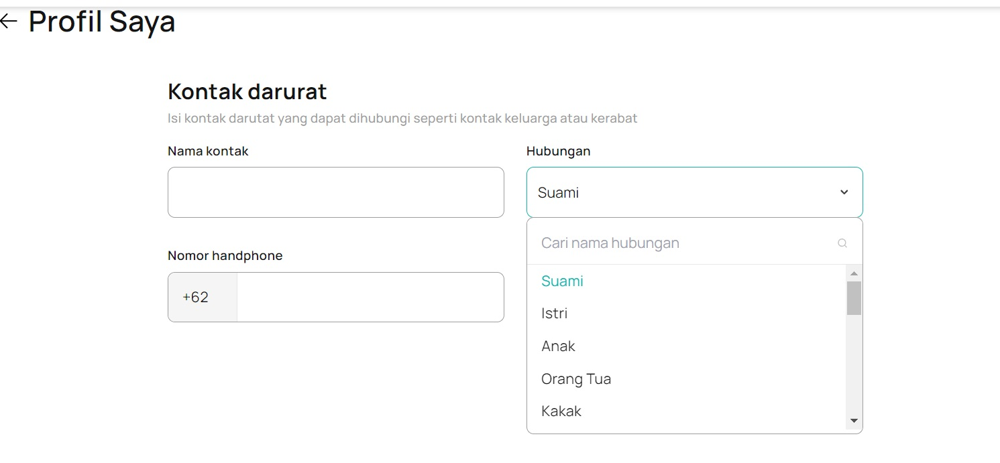 Profil Saya
Kontak darurat
Isi kontak darutat yang dapat dihubungi seperti kontak keluarga atau kerabat
Nama kontak
Hubungan
Suami
Cari nama hubungan
Nomor handphone
+62
Suami
Istri
Anak
Orang Tua
Kakak